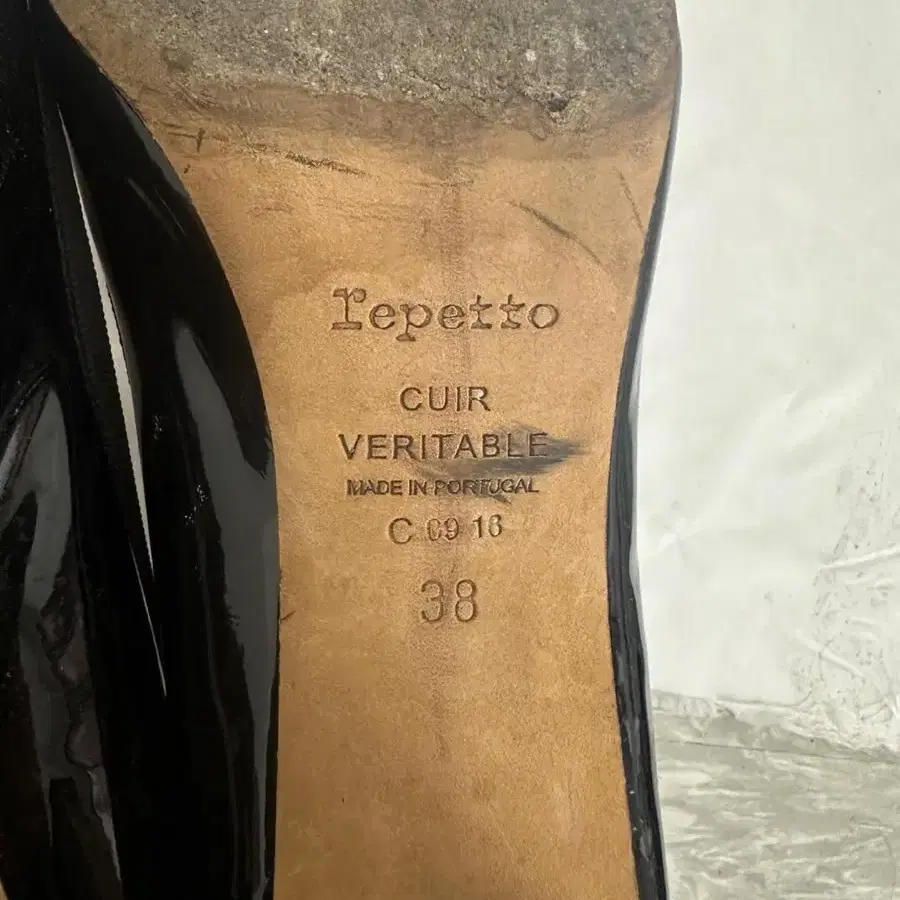 repetto
CUIR
VERITABLE
MADE IN PORTUGAL
C 09 16
38